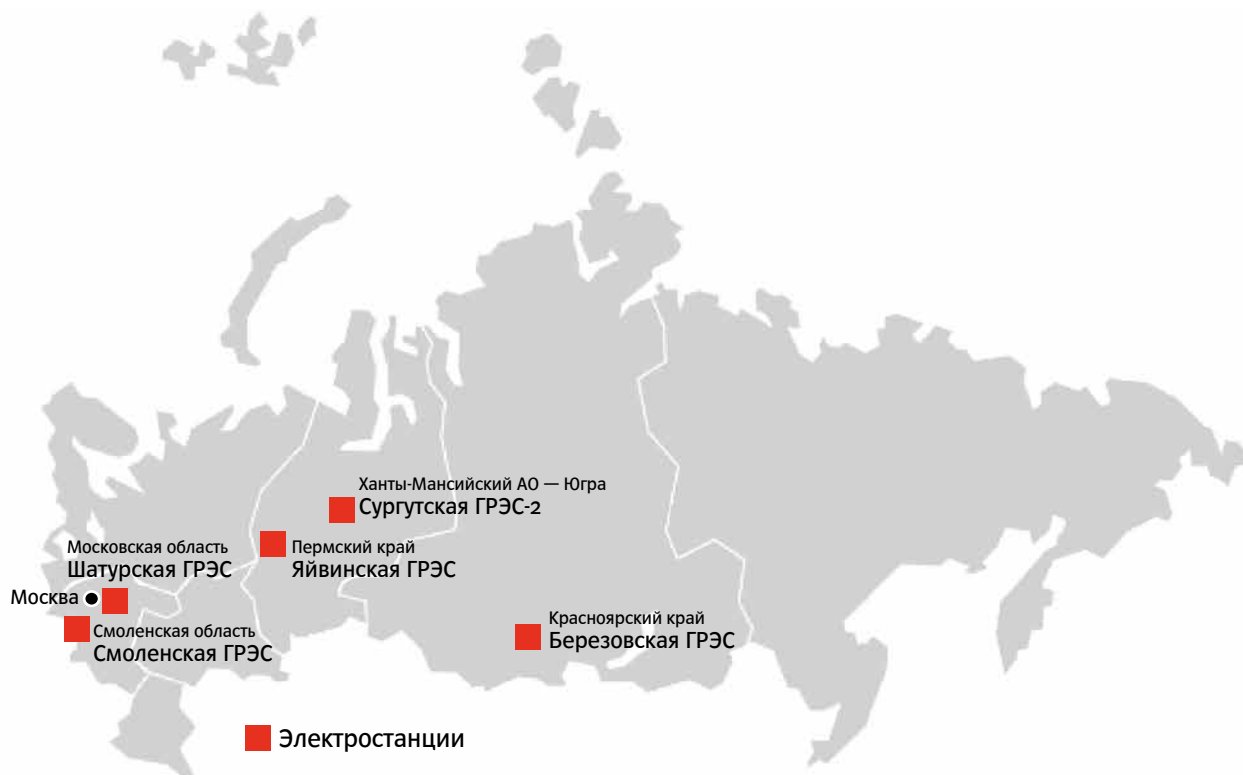 Ханты-Мансийский АО — Югра
Сургутская ГРЭС-2
Пермский край
Яйвинская ГРЭС
Московская область
Шатурская ГРЭС
Москва
Смоленская область
Смоленская ГРЭС
Красноярский край
Березовская ГРЭС
Электростанции